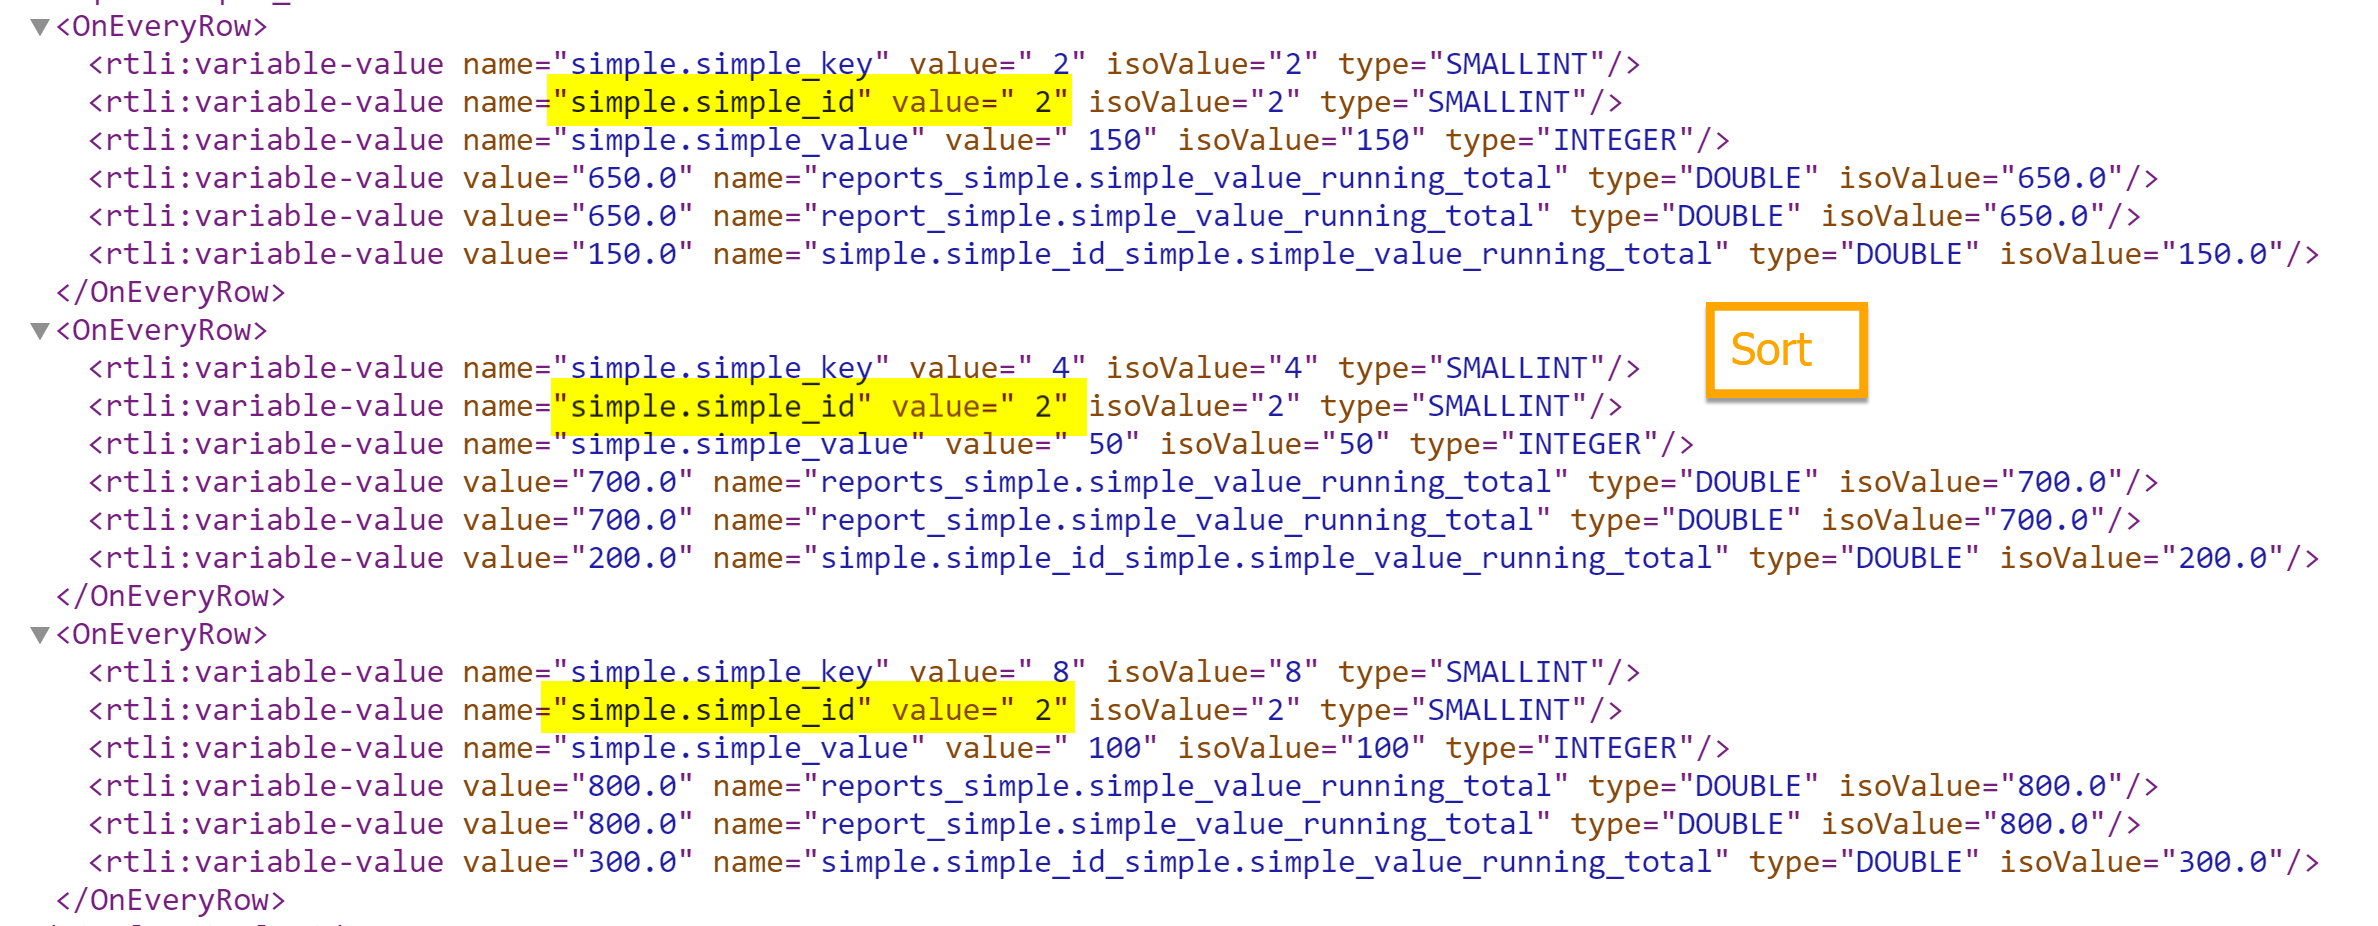 ▼<OnEveryRow>
<rtli:variable-value name="simple.simple_key" value=" 2" isoValue="2" type="SMALLINT"/>
<rtli:variable-value name="simple.simple_id" value=" 2" isoValue="2" type="SMALLINT"/>
<rtli:variable-value name="simple.simple_value" value=" 150" isoValue="150" type="INTEGER"/>
<rtli:variable-value value="650.0" name="reports_simple.simple_value_running_total" type="DOUBLE" isoValue="650.0"/>
<rtli:variable-value value="650.0" name="report_simple.simple_value_running_total" type="DOUBLE" isoValue="650.0"/>
<rtli:variable-value value="150.0" name="simple.simple_id_simple.simple_value_running_total" type="DOUBLE" isoValue="150.0"/>
</OnEveryRow>
▼<OnEveryRow>
Sort
<rtli:variable-value name="simple.simple_key" value=" 4" isoValue="4" type="SMALLINT"/>
<rtli:variable-value name="simple.simple_id" value=" 2" isoValue="2" type="SMALLINT"/>
<rtli:variable-value name="simple.simple_value" value=" 50" isoValue="50" type="INTEGER"/>
<rtli:variable-value value="700.0" name="reports_simple.simple_value_running_total" type="DOUBLE" isoValue="700.0"/>
<rtli:variable-value value="700.0" name="report_simple.simple_value_running_total" type="DOUBLE" isoValue="700.0"/>
<rtli:variable-value value="200.0" name="simple.simple_id_simple.simple_value_running_total" type="DOUBLE" isoValue="200.0"/>
</OnEveryRow>
▼<OnEveryRow>
<rtli:variable-value name="simple.simple_key" value=" 8" isoValue="8" type="SMALLINT"/>
<rtli:variable-value name="simple.simple_id" value=" 2" isoValue="2" type="SMALLINT"/>
<rtli:variable-value name="simple.simple_value" value=" 100" isoValue="100" type="INTEGER"/>
<rtli:variable-value value="800.0" name="reports_simple.simple_value_running_total" type="DOUBLE" isoValue="800.0"/>
<rtli:variable-value value="800.0" name="report_simple.simple_value_running_total" type="DOUBLE" isoValue="800.0"/>
<rtli:variable-value value="300.0" name="simple.simple_id_simple.simple_value_running_total" type="DOUBLE" isoValue="300.0"/>
</OnEveryRow>